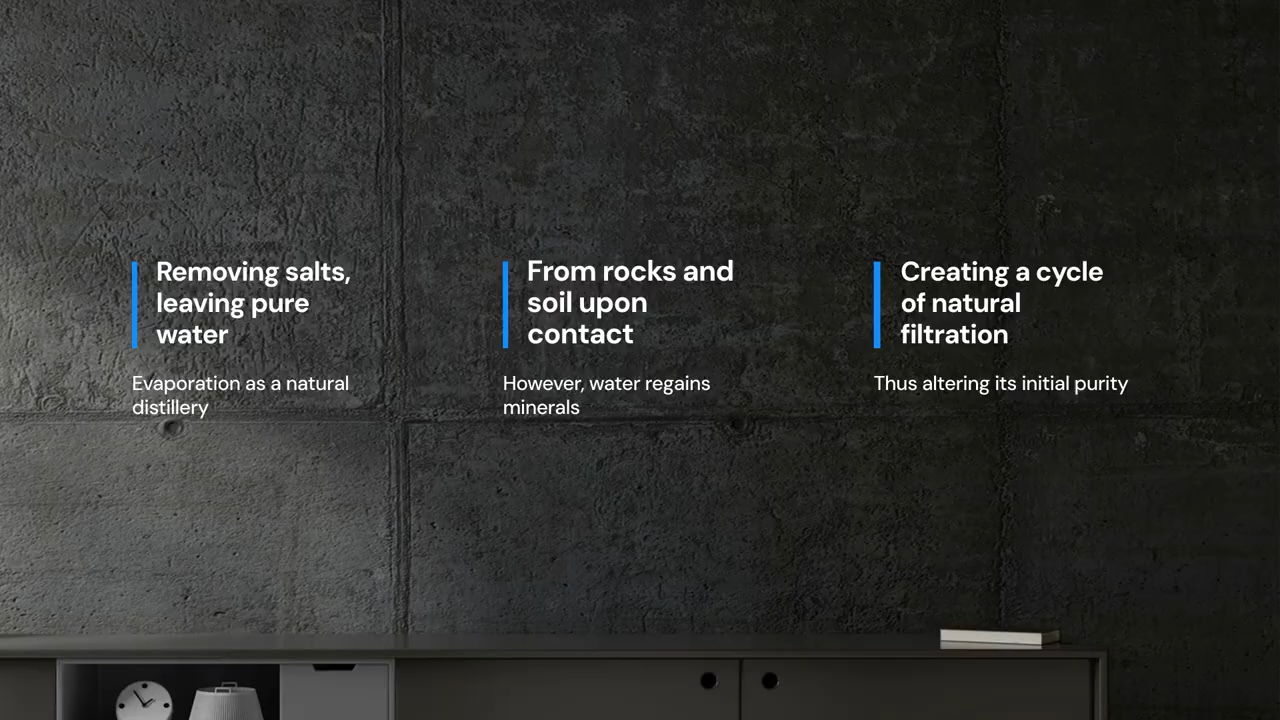 Removing salts,
leaving pure
water
Evaporation as a natural
distillery
From rocks and
soil upon
contact
However, water regains
minerals
Creating a cycle
of natural
filtration
Thus altering its initial purity